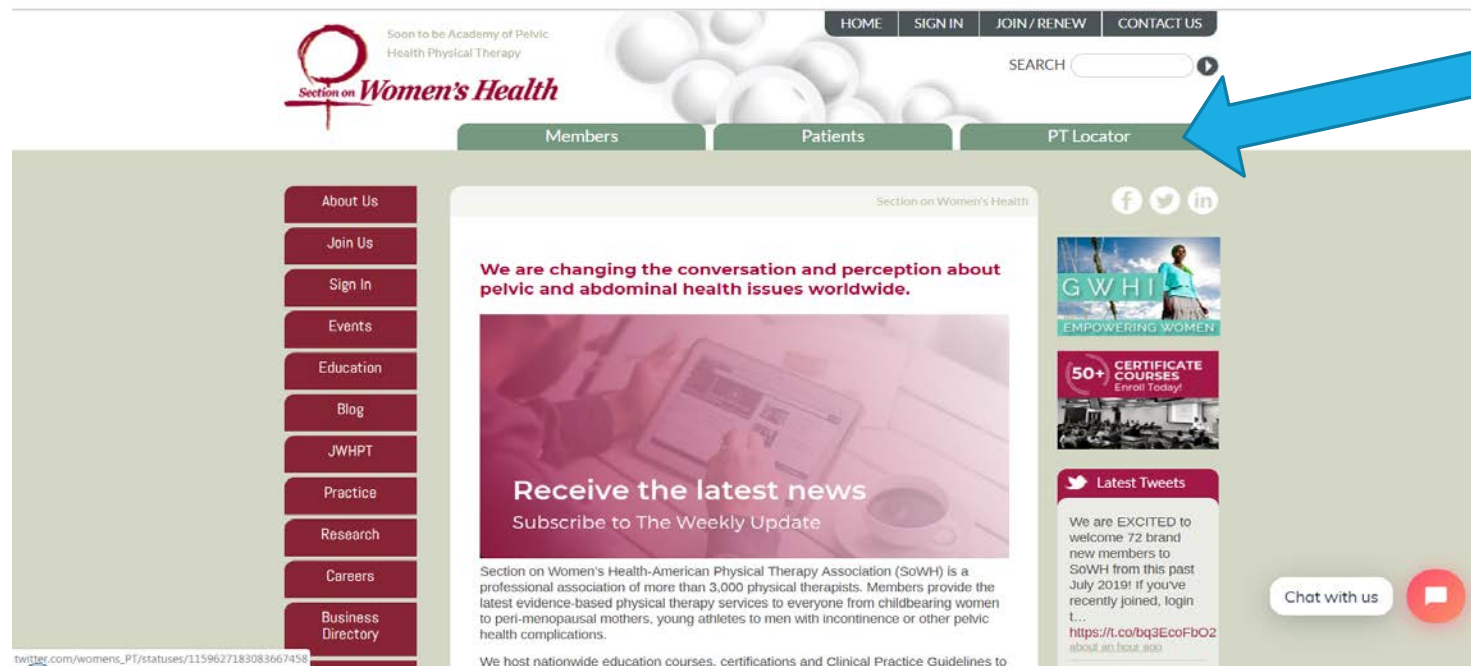 Soon to be Academy of Pelvic
Health Physical Therapy
Section on Women's Health
HOME
SIGN IN
JOIN / RENEW
CONTACT US
SEARCH
Members
Patients
PT Locator
About Us
Join Us
Sign In
Events
Education
Blog
JWHPT
Practice
Research
Careers
Business
Directory
Section on Women's Health
We are changing the conversation and perception about
pelvic and abdominal health issues worldwide.
Receive the latest news
Subscribe to The Weekly Update
Section on Women's Health-American Physical Therapy Association (SoWH) is a
professional association of more than 3,000 physical therapists. Members provide the
latest evidence-based physical therapy services to everyone from childbearing women
to peri-menopausal mothers, young athletes to men with incontinence or other pelvic
health complications.
We host nationwide education courses, certifications and Clinical Practice Guidelines to
GWHI
EMPOWERING WOMEN
50+ CERTIFICATE
COURSES
Enroll Today!
Latest Tweets
We are EXCITED to
welcome 72 brand
new members to
SoWH from this past
July 2019! If you've
recently joined, login
t...
https://t.co/bq3EcoFbO2
about an hour ago
Chat with us
twitter.com/womens_PT/statuses/1159627183083667458